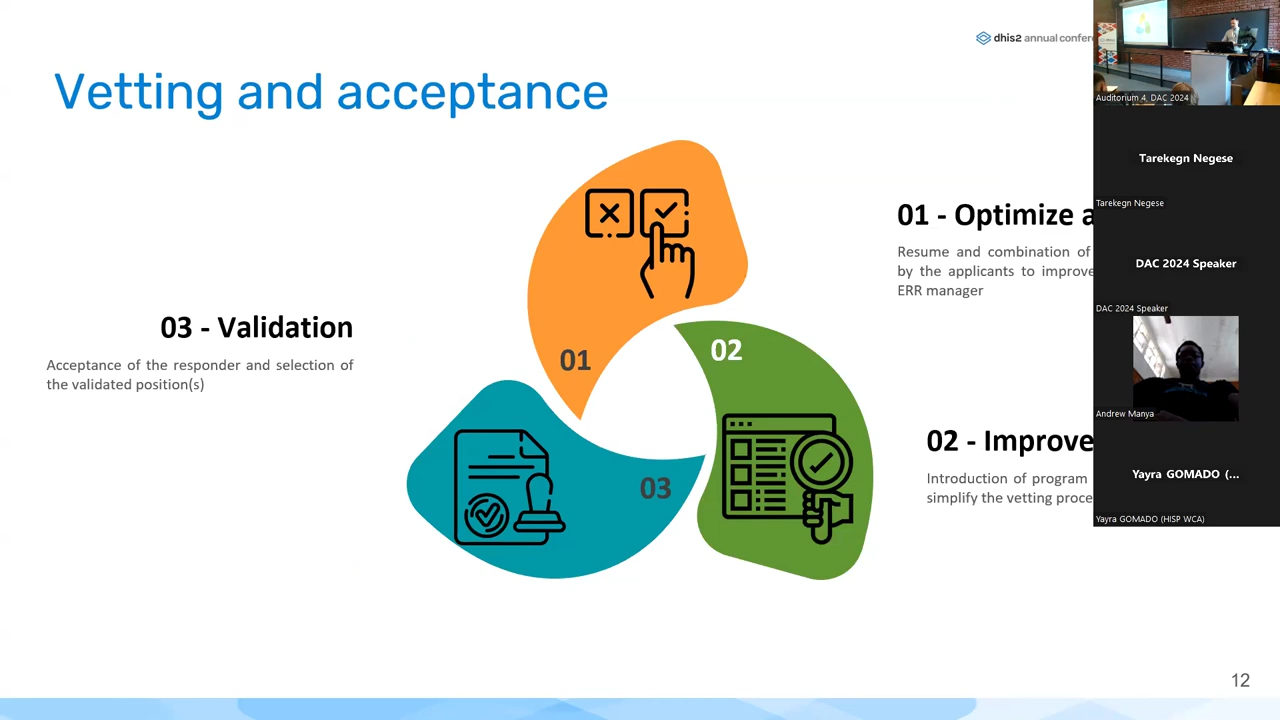 dhis2 annual confer
Vetting and acceptance
01 - Optimize a
Resume and combination of
by the applicants to improve
ERR manager
03 - Validation
Acceptance of the responder and selection of
the validated position(s)
01
02
03
02 - Improve
Introduction of program
simplify the vetting proce
12
Auditorium 4, DAC 2024
Tarekegn Negese
Tarekegn Negese
DAC 2024 Speaker
DAC 2024 Speaker
Andrew Manya
Yayra GOMADO (...
Yayra GOMADO (HISP WCA)